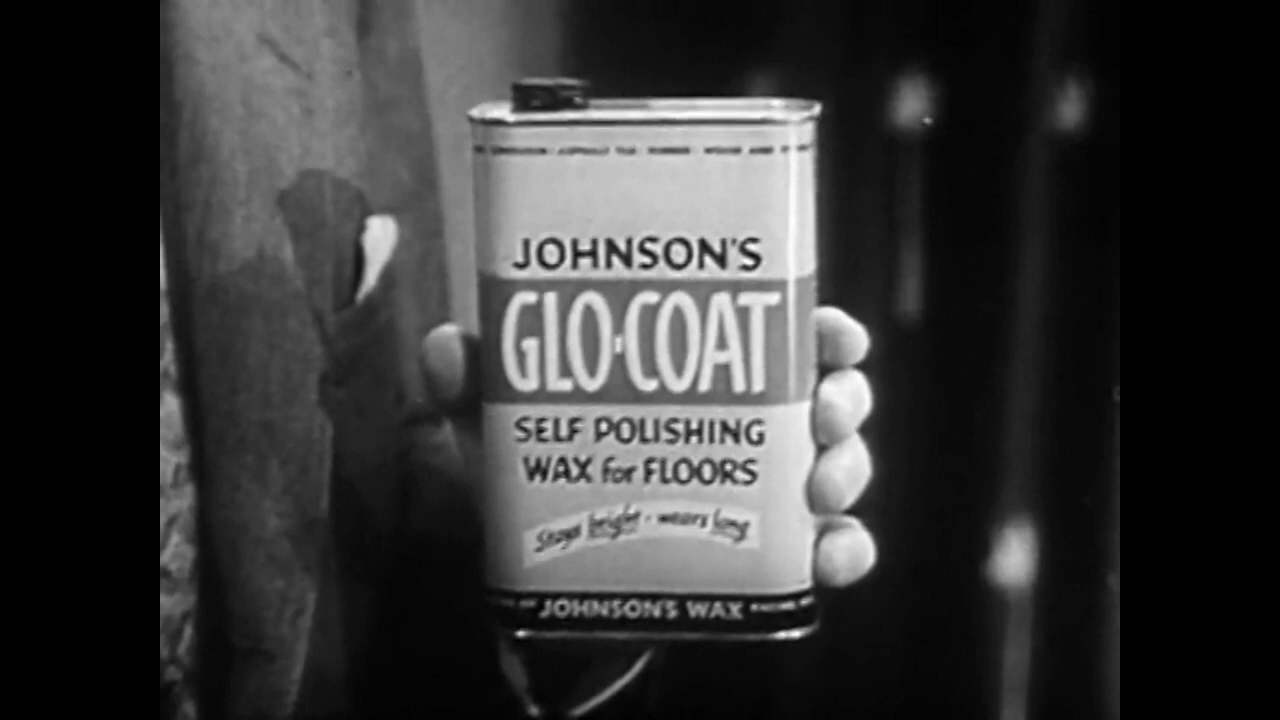 JOHNSON'S
GLO-COAT
SELF POLISHING
WAX for FLOORS
Stays bright - wears long
JOHNSON'S WAX